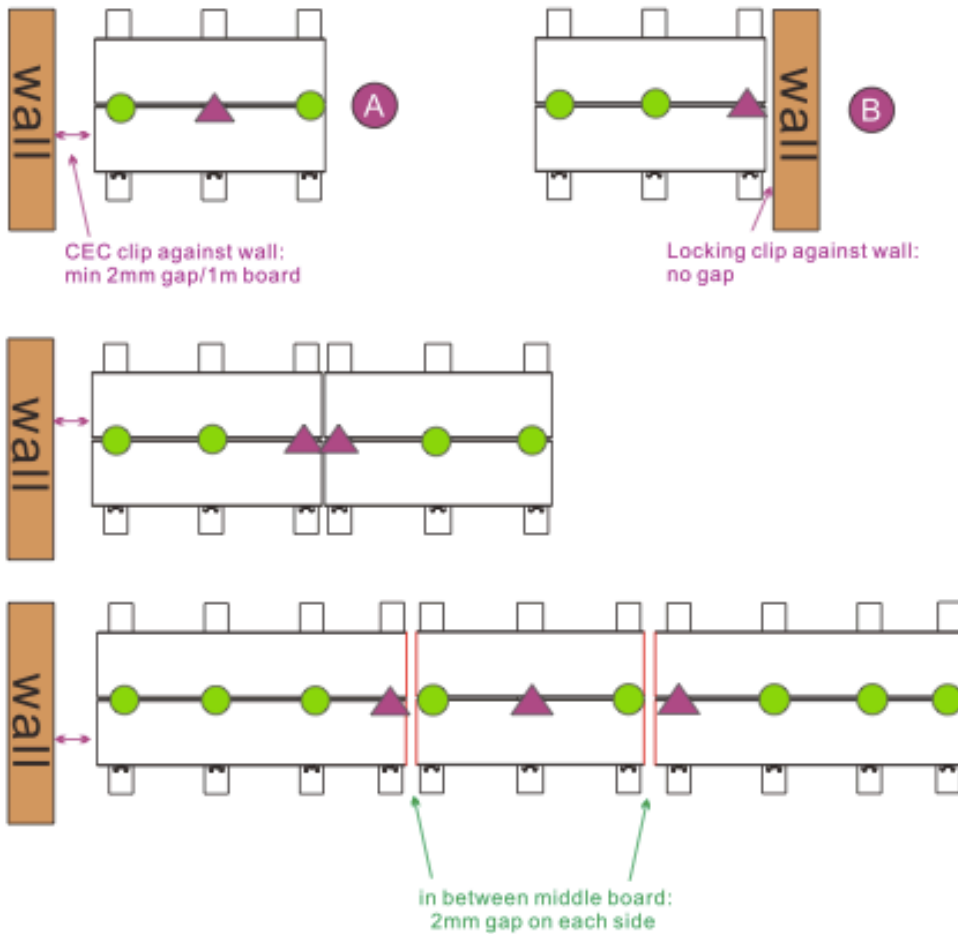 wall
A
wall
B
CEC clip against wall:
min 2mm gap/1m board
Locking clip against wall:
no gap
wall
wall
in between middle board:
2mm gap on each side